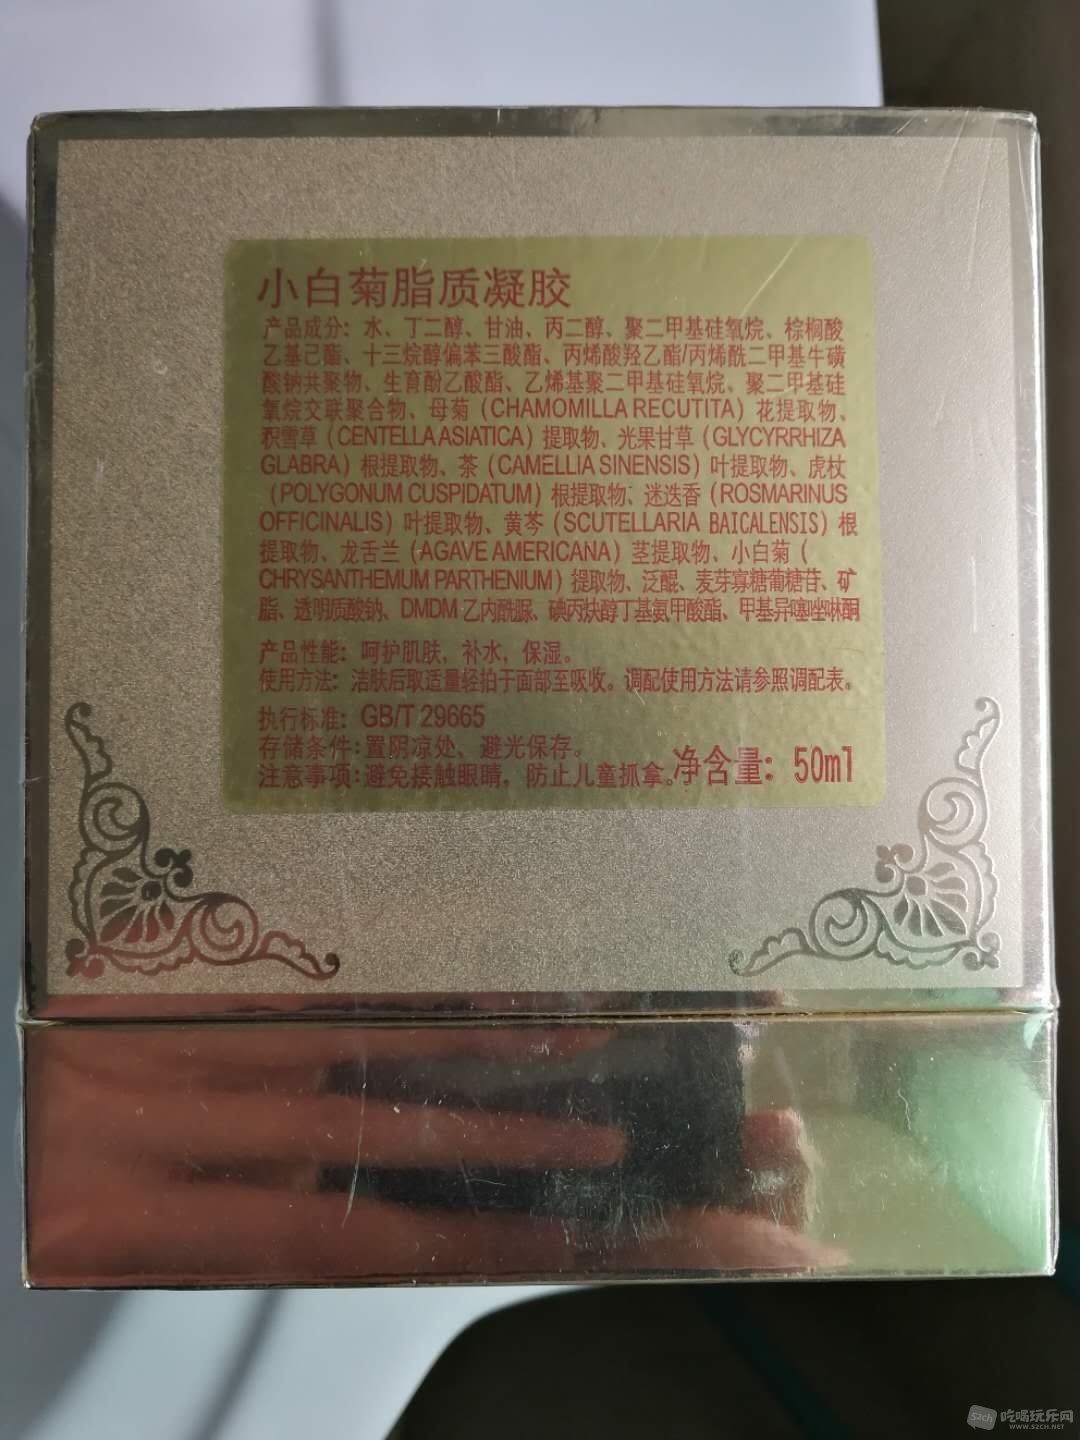 小白菊脂质凝胶
产品成分：水、丁二醇、甘油、丙二醇、聚二甲基硅氧烷、棕榈酸
乙基己酯、十三烷醇偏苯三酸酯、丙烯酸羟乙酯/丙烯酰二甲基牛磺
酸钠共聚物、生育酚乙酸酯、乙烯基聚二甲基硅氧烷、聚二甲基硅
氧烷交联聚合物、母菊（CHAMOMILLA RECUTITA）花提取物、
积雪草（CENTELLA ASIATICA）提取物、光果甘草（GLYCYRRHIZA
GLABRA）根提取物、茶（CAMELLIA SINENSIS）叶提取物、虎杖
（POLYGONUM CUSPIDATUM）根提取物、迷迭香（ROSMARINUS
OFFICINALIS）叶提取物、黄芩（SCUTELLARIA BAICALENSIS）根
提取物、龙舌兰（AGAVE AMERICANA）茎提取物、小白菊（
CHRYSANTHEMUM PARTHENIUM）提取物、泛醌、麦芽寡糖葡糖苷、矿
脂、透明质酸钠、DMDM 乙内酰脲、碘丙炔醇丁基氨甲酸酯、甲基异噻唑啉酮
产品性能：呵护肌肤，补水，保湿。
使用方法：洁肤后取适量轻拍于面部至吸收。调配使用方法请参照调配表。
执行标准：GB/T 29665
存储条件：置阴凉处、避光保存。
注意事项：避免接触眼睛，防止儿童抓拿。净含量：50ml
52ch 吃喝玩乐网
WWW.52CH.NET